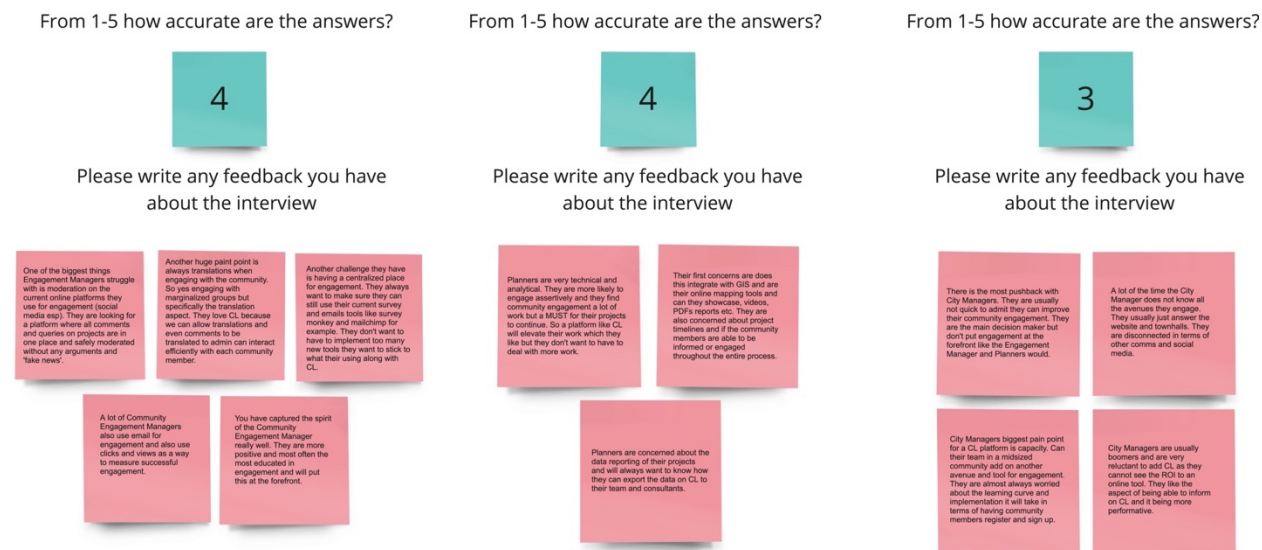 From 1-5 how accurate are the answers?
4
Please write any feedback you have
about the interview
One of the biggest things
Engagement Managers struggle
with is moderation on the
current online platforms they
use for engagement (social
media esp). They are looking for
a platform where all comments
and queries on projects are in
one place and safely moderated
without any arguments and
'fake news'.
Another huge paint point is
always translations when
engaging with the community.
So yes engaging with
marginalized groups but
specifically the translation
aspect. They love CL because
we can allow translations and
even comments to be
translated to admin can interact
efficiently with each community
member.
Another challenge they have
is having a centralized place
for engagement. They always
want to make sure they can
still use their current survey
and emails tools like survey
monkey and mailchimp for
example. They don't want to
have to implement too many
new tools they want to stick to
what their using along with
CL.
A lot of Community
Engagement Managers
also use email for
engagement and also use
clicks and views as a way
to measure successful
engagement.
You have captured the spirit
of the Community
Engagement Manager
really well. They are more
positive and most often the
most educated in
engagement and will put
this at the forefront.
From 1-5 how accurate are the answers?
4
Please write any feedback you have
about the interview
Planners are very technical and
analytical. They are more likely to
engage assertively and they find
community engagement a lot of
work but a MUST for their projects
to continue. So a platform like CL
will elevate their work which they
like but they don't want to have to
deal with more work.
Their first concerns are does
this integrate with GIS and are
their online mapping tools and
can they showcase, videos,
PDFs reports etc. They are
also concerned about project
timelines and if the community
members are able to be
informed or engaged
throughout the entire process.
Planners are concerned about the
data reporting of their projects
and will always want to know how
they can export the data on CL to
their team and consultants.
From 1-5 how accurate are the answers?
3
Please write any feedback you have
about the interview
There is the most pushback with
City Managers. They are usually
not quick to admit they can improve
their community engagement. They
are the main decision maker but
don't put engagement at the
forefront like the Engagement
Manager and Planners would.
A lot of the time the City
Manager does not know all
the avenues they engage.
They usually just answer the
website and townhalls. They
are disconnected in terms of
other comms and social
media.
City Managers biggest pain point
for a CL platform is capacity. Can
their team in a midsized
community add on another
avenue and tool for engagement.
They are almost always worried
about the learning curve and
implementation it will take in
terms of having community
members register and sign up.
City Managers are usually
boomers and are very
reluctant to add CL as they
cannot see the ROI to an
online tool. They like the
aspect of being able to inform
on CL and it being more
performative.